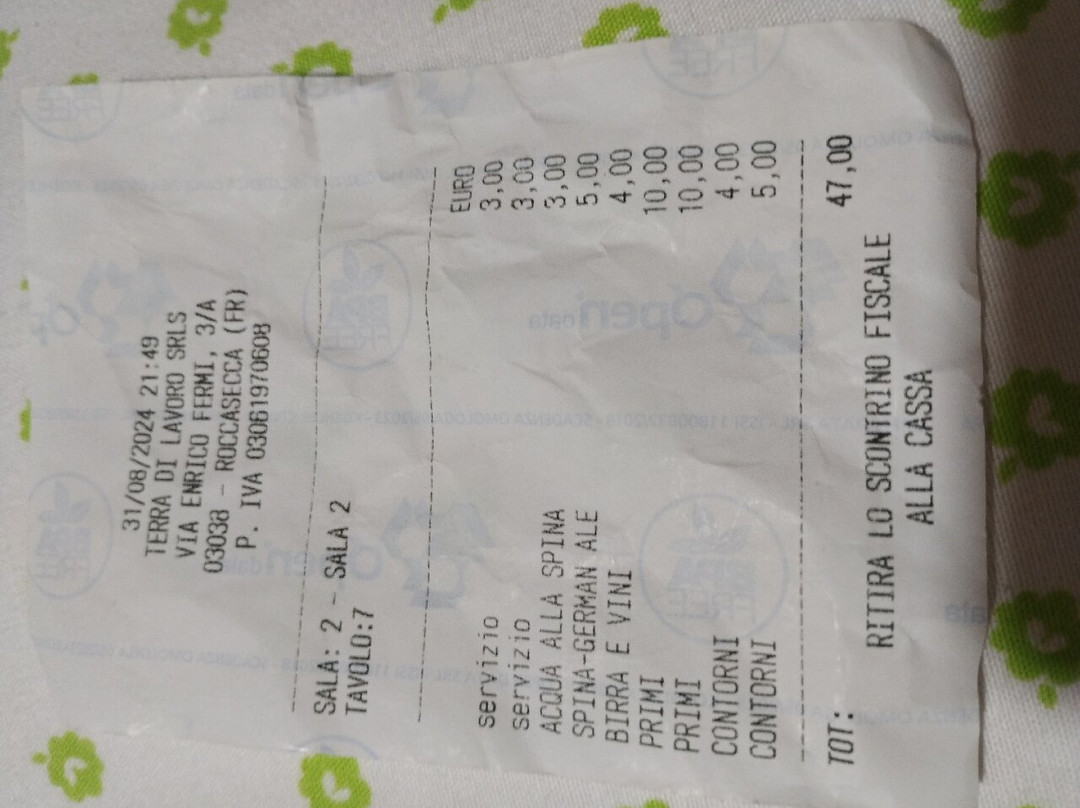 31/08/2024 21:49
TERRA DI LAVORO SRLS
VIA ENRICO FERMI, 3/A
03038 - ROCCASECCA (FR)
P. IVA 03061970608
SALA: 2 - SALA 2
TAVOLO:7
EURO
servizio 3,00
servizio 3,00
ACQUA ALLA SPINA 3,00
SPINA-GERMAN ALE 5,00
BIRRA E VINI 4,00
PRIMI 10,00
PRIMI 10,00
CONTORNI 4,00
CONTORNI 5,00
TOT: 47,00
RITIRA LO SCONTRINO FISCALE
ALLA CASSA